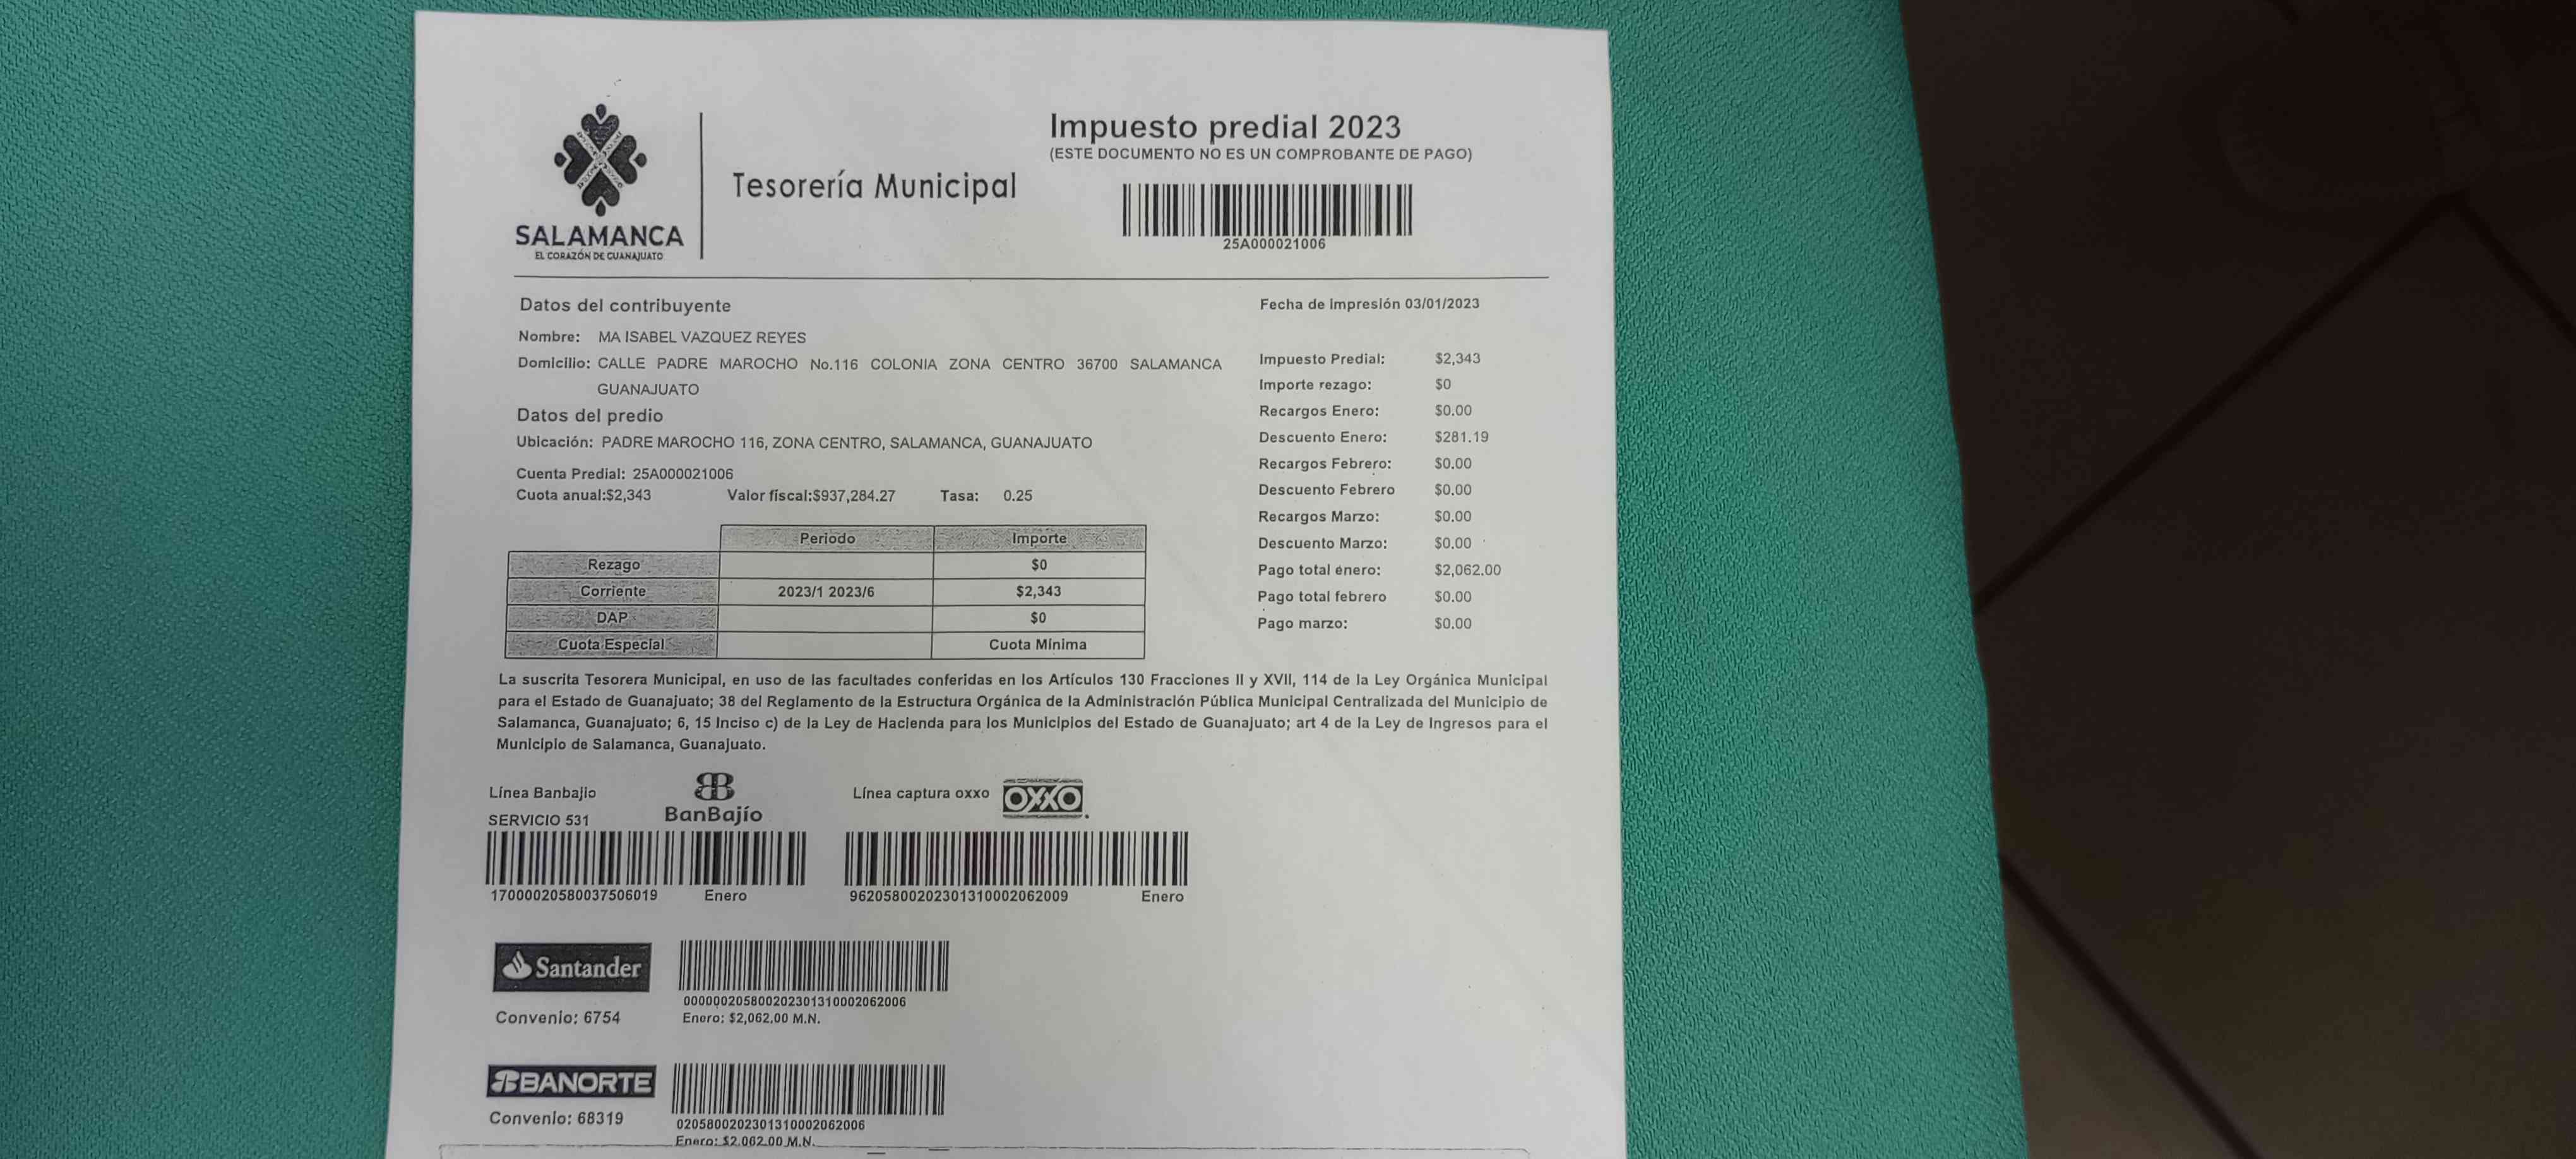 Impuesto predial 2023
(ESTE DOCUMENTO NO ES UN COMPROBANTE DE PAGO)
Tesorería Municipal
25A000021006
SALAMANCA
EL CORAZÓN DE GUANAJUATO
Datos del contribuyente
Fecha de impresión 03/01/2023
Nombre: MA ISABEL VAZQUEZ REYES
Domicilio: CALLE PADRE MAROCHO No.116 COLONIA ZONA CENTRO 36700 SALAMANCA
GUANAJUATO
Datos del predio
Ubicación: PADRE MAROCHO 116, ZONA CENTRO, SALAMANCA, GUANAJUATO
Cuenta Predial: 25A000021006
Cuota anual:$2,343 Valor fiscal:$937,284.27 Tasa: 0.25
Impuesto Predial: $2,343
Importe rezago: $0
Recargos Enero: $0.00
Descuento Enero: $281.19
Recargos Febrero: $0.00
Descuento Febrero $0.00
Recargos Marzo: $0.00
Descuento Marzo: $0.00
Pago total enero: $2,062.00
Pago total febrero $0.00
Pago marzo: $0.00
Periodo Importe
Rezago $0
Corriente 2023/1 2023/6 $2,343
DAP $0
Cuota Especial Cuota Mínima
La suscrita Tesorera Municipal, en uso de las facultades conferidas en los Artículos 130 Fracciones II y XVII, 114 de la Ley Orgánica Municipal
para el Estado de Guanajuato; 38 del Reglamento de la Estructura Orgánica de la Administración Pública Municipal Centralizada del Municipio de
Salamanca, Guanajuato; 6, 15 Inciso c) de la Ley de Hacienda para los Municipios del Estado de Guanajuato; art 4 de la Ley de Ingresos para el
Municipio de Salamanca, Guanajuato.
Línea Banbajio
SERVICIO 531
BanBajío
Línea captura oxxo
OXXO
17000020580037506019 Enero
96205800202301310002062009 Enero
Santander
Convenio: 6754
000000205800202301310002062006
Enero: $2,062.00 M.N.
BANORTE
Convenio: 68319
0205800202301310002062006
Enero: $2,062.00 M.N.